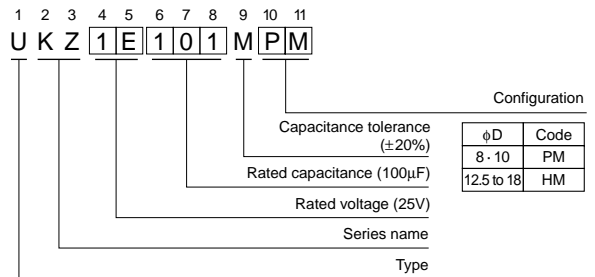 1 2 3 4 5 6 7 8 9 10 11
U K Z 1 E 1 0 1 M P M
Configuration
Capacitance tolerance
(±20%)
Rated capacitance (100μF)
Rated voltage (25V)
Series name
Type
ϕD Code
8 · 10 PM
12.5 to 18 HM